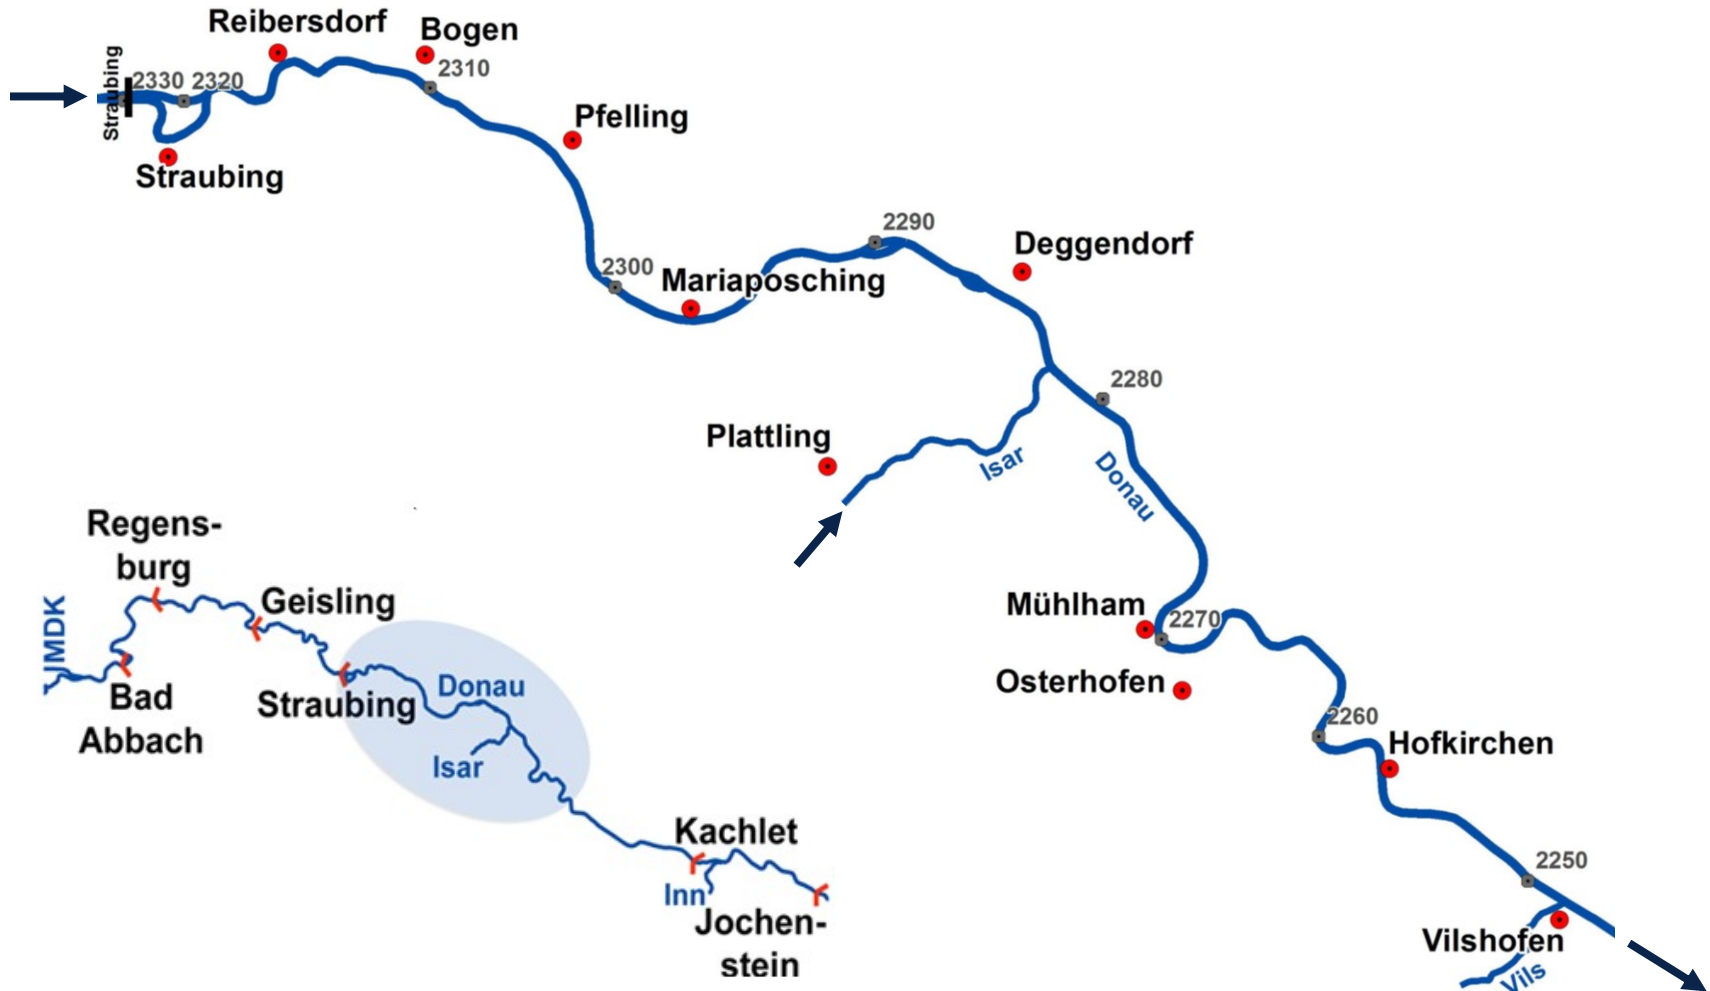 Reibersdorf
Bogen
Straubing
2330
2320
2310
Straubing
Pfelling
2290
Deggendorf
2300
Mariaposching
2280
Plattling
Isar
Donau
Mühlham
2270
Osterhofen
2260
Hofkirchen
2250
Vilshofen
Vils
Regens-
burg
Geisling
MDK
Bad
Abbach
Straubing
Donau
Isar
Kachlet
Inn
Jochen-
stein